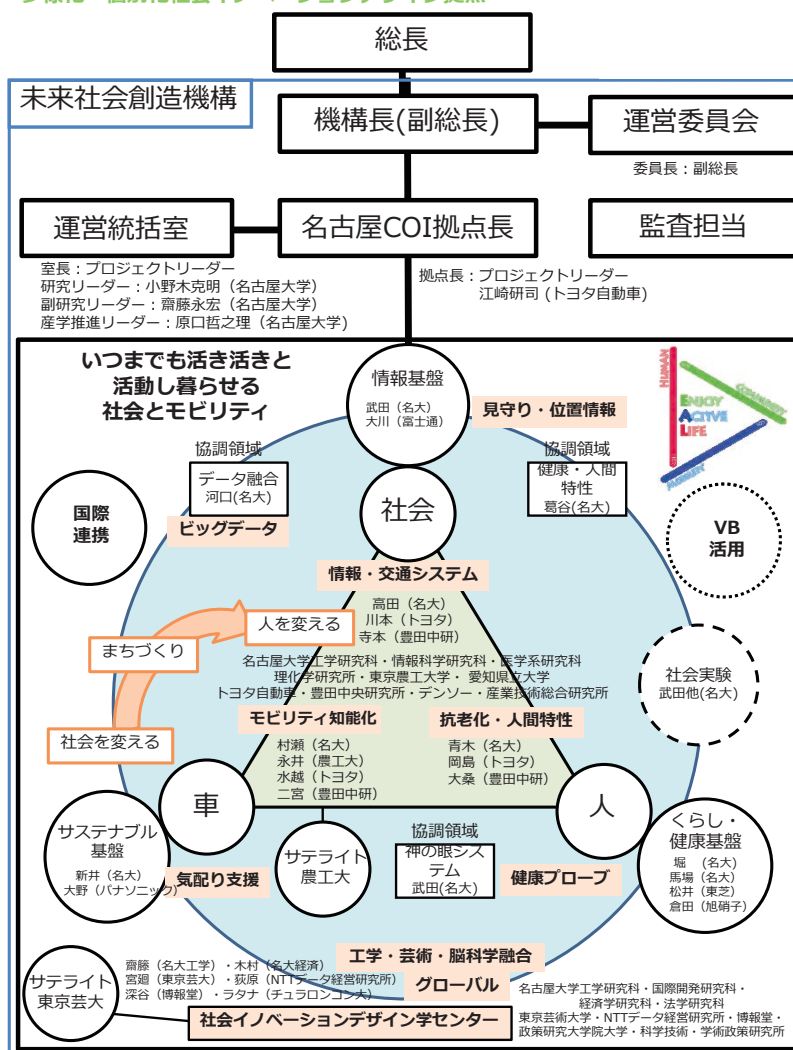 総長
未来社会創造機構
機構長(副総長)
運営委員会
委員長：副総長
運営統括室
名古屋COI拠点長
監査担当
室長：プロジェクトリーダー
研究リーダー：小野木克明（名古屋大学）
副研究リーダー：齋藤永宏（名古屋大学）
産学推進リーダー：原口哲之理（名古屋大学)
拠点長：プロジェクトリーダー
江崎研司 (トヨタ自動車)
いつまでも活き活きと
活動し暮らせる
社会とモビリティ
情報基盤
武田（名大）
大川（富士通）
見守り・位置情報
HUMAN
COMMUNITY
ENJOY
ACTIVE
LIFE
協調領域
データ融合
河口(名大)
ビッグデータ
協調領域
健康・人間
特性
葛谷(名大)
国際
連携
社会
VB
活用
情報・交通システム
高田（名大）
川本（トヨタ）
寺本（豊田中研）
人を変える
まちづくり
社会を変える
名古屋大学工学研究科・情報科学研究科・医学系研究科
理化学研究所・東京農工大学・ 愛知県立大学
トヨタ自動車・豊田中央研究所・デンソー・産業技術総合研究所
社会実験
武田他(名大)
モビリティ知能化
村瀬（名大）
永井（農工大）
水越（トヨタ）
二宮（豊田中研）
抗老化・人間特性
青木（名大）
岡島（トヨタ）
大桑（豊田中研）
車
人
サステナブル
基盤
新井（名大）
大野（パナソニック）
気配り支援
サテライト
農工大
協調領域
神の眼シス
テム
武田(名大)
健康プローブ
くらし・
健康基盤
堀　（名大）
馬場（名大）
松井（東芝）
倉田（旭硝子）
工学・芸術・脳科学融合
グローバル
サテライト
東京芸大
齋藤（名大工学）・木村（名大経済）
宮廻（東京芸大）・荻原（NTTデータ経営研究所）
深谷（博報堂）・ラタナ（チュラロンコン大）
社会イノベーションデザイン学センター
名古屋大学工学研究科・国際開発研究科・
経済学研究科・法学研究科
東京芸術大学・NTTデータ経営研究所・博報堂・
政策研究大学院大学・科学技術・学術政策研究所